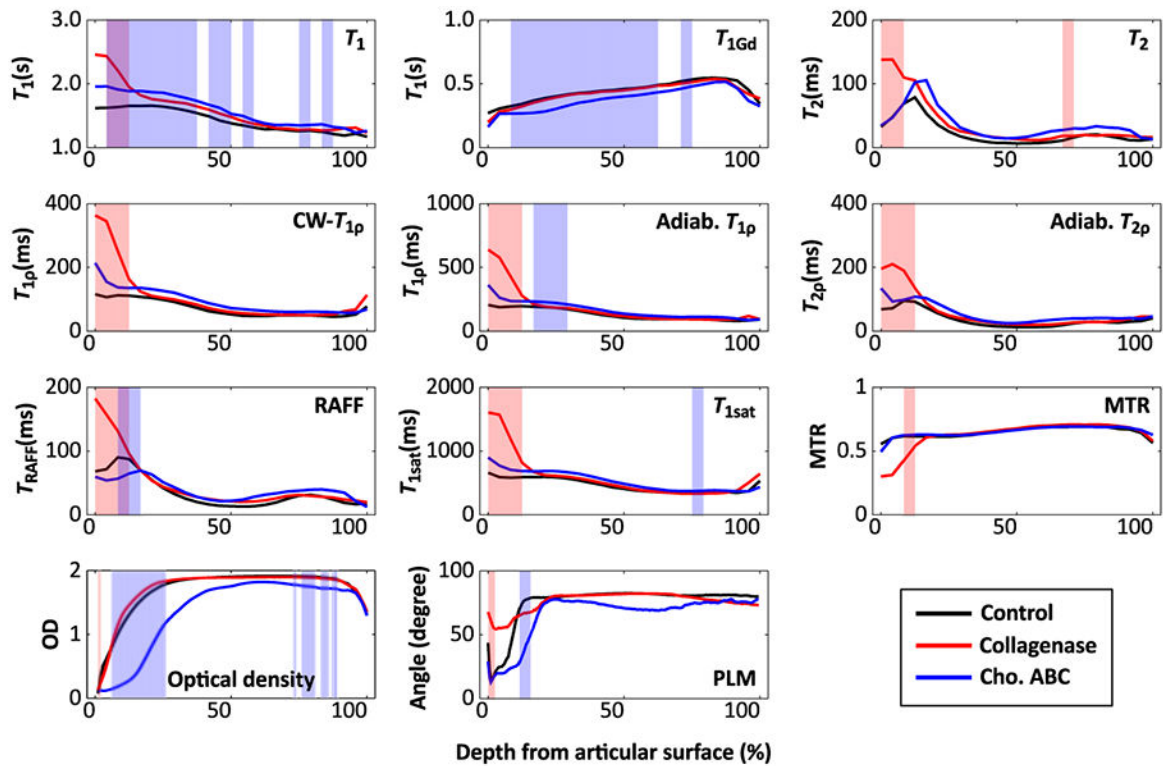 T1(s)
3.0
2.0
1.0
0
50
100
T1
T1(s)
1.0
0.5
0
0
50
100
T1Gd
T2(ms)
200
100
0
0
50
100
T2
T1ρ(ms)
400
200
0
0
50
100
CW-T1ρ
T1ρ(ms)
1000
500
0
0
50
100
Adiab. T1ρ
T2ρ(ms)
400
200
0
0
50
100
Adiab. T2ρ
TRAFF(ms)
200
100
0
0
50
100
RAFF
T1sat(ms)
2000
1000
0
0
50
100
T1sat
MTR
1
0.5
0
0
50
100
MTR
OD
2
1
0
0
50
100
Optical density
Angle (degree)
100
50
0
0
50
100
PLM
Control
Collagenase
Cho. ABC
Depth from articular surface (%)